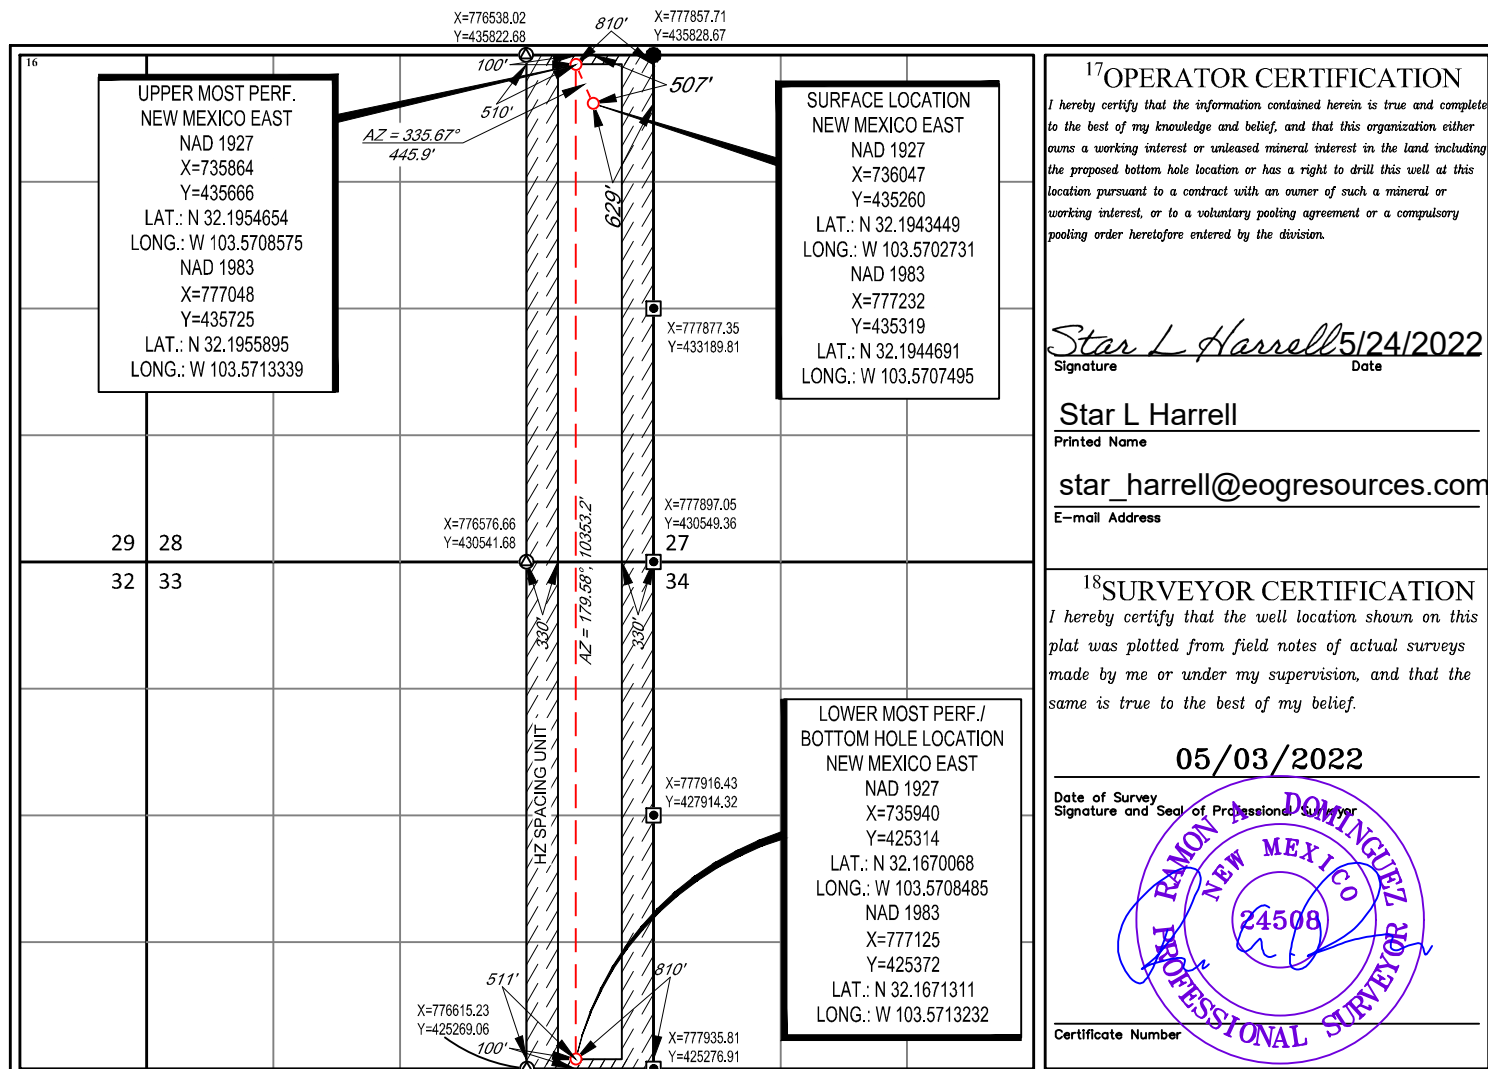 X=776538.02
Y=435822.68
810'
X=777857.71
Y=435828.67
16
100'
510'
507'
629'
AZ = 335.67°
445.9'
UPPER MOST PERF.
NEW MEXICO EAST
NAD 1927
X=735864
Y=435666
LAT.: N 32.1954654
LONG.: W 103.5708575
NAD 1983
X=777048
Y=435725
LAT.: N 32.1955895
LONG.: W 103.5713339
SURFACE LOCATION
NEW MEXICO EAST
NAD 1927
X=736047
Y=435260
LAT.: N 32.1943449
LONG.: W 103.5702731
NAD 1983
X=777232
Y=435319
LAT.: N 32.1944691
LONG.: W 103.5707495
X=777877.35
Y=433189.81
X=776576.66
Y=430541.68
X=777897.05
Y=430549.36
29 28
27
32 33
34
330'
AZ = 179.58°, 10353.2'
330'
HZ SPACING UNIT
X=777916.43
Y=427914.32
LOWER MOST PERF./
BOTTOM HOLE LOCATION
NEW MEXICO EAST
NAD 1927
X=735940
Y=425314
LAT.: N 32.1670068
LONG.: W 103.5708485
NAD 1983
X=777125
Y=425372
LAT.: N 32.1671311
LONG.: W 103.5713232
511'
810'
X=776615.23
Y=425269.06
100'
X=777935.81
Y=425276.91
17 OPERATOR CERTIFICATION
I hereby certify that the information contained herein is true and complete
to the best of my knowledge and belief, and that this organization either
owns a working interest or unleased mineral interest in the land including
the proposed bottom hole location or has a right to drill this well at this
location pursuant to a contract with an owner of such a mineral or
working interest, or to a voluntary pooling agreement or a compulsory
pooling order heretofore entered by the division.
Star L Harrell 5/24/2022
Signature Date
Star L Harrell
Printed Name
star_harrell@eogresources.com
E-mail Address
18 SURVEYOR CERTIFICATION
I hereby certify that the well location shown on this
plat was plotted from field notes of actual surveys
made by me or under my supervision, and that the
same is true to the best of my belief.
05/03/2022
Date of Survey
Signature and Seal of Professional Surveyor
RAMON A. DOMINGUEZ
NEW MEXICO
24508
PROFESSIONAL SURVEYOR
Certificate Number